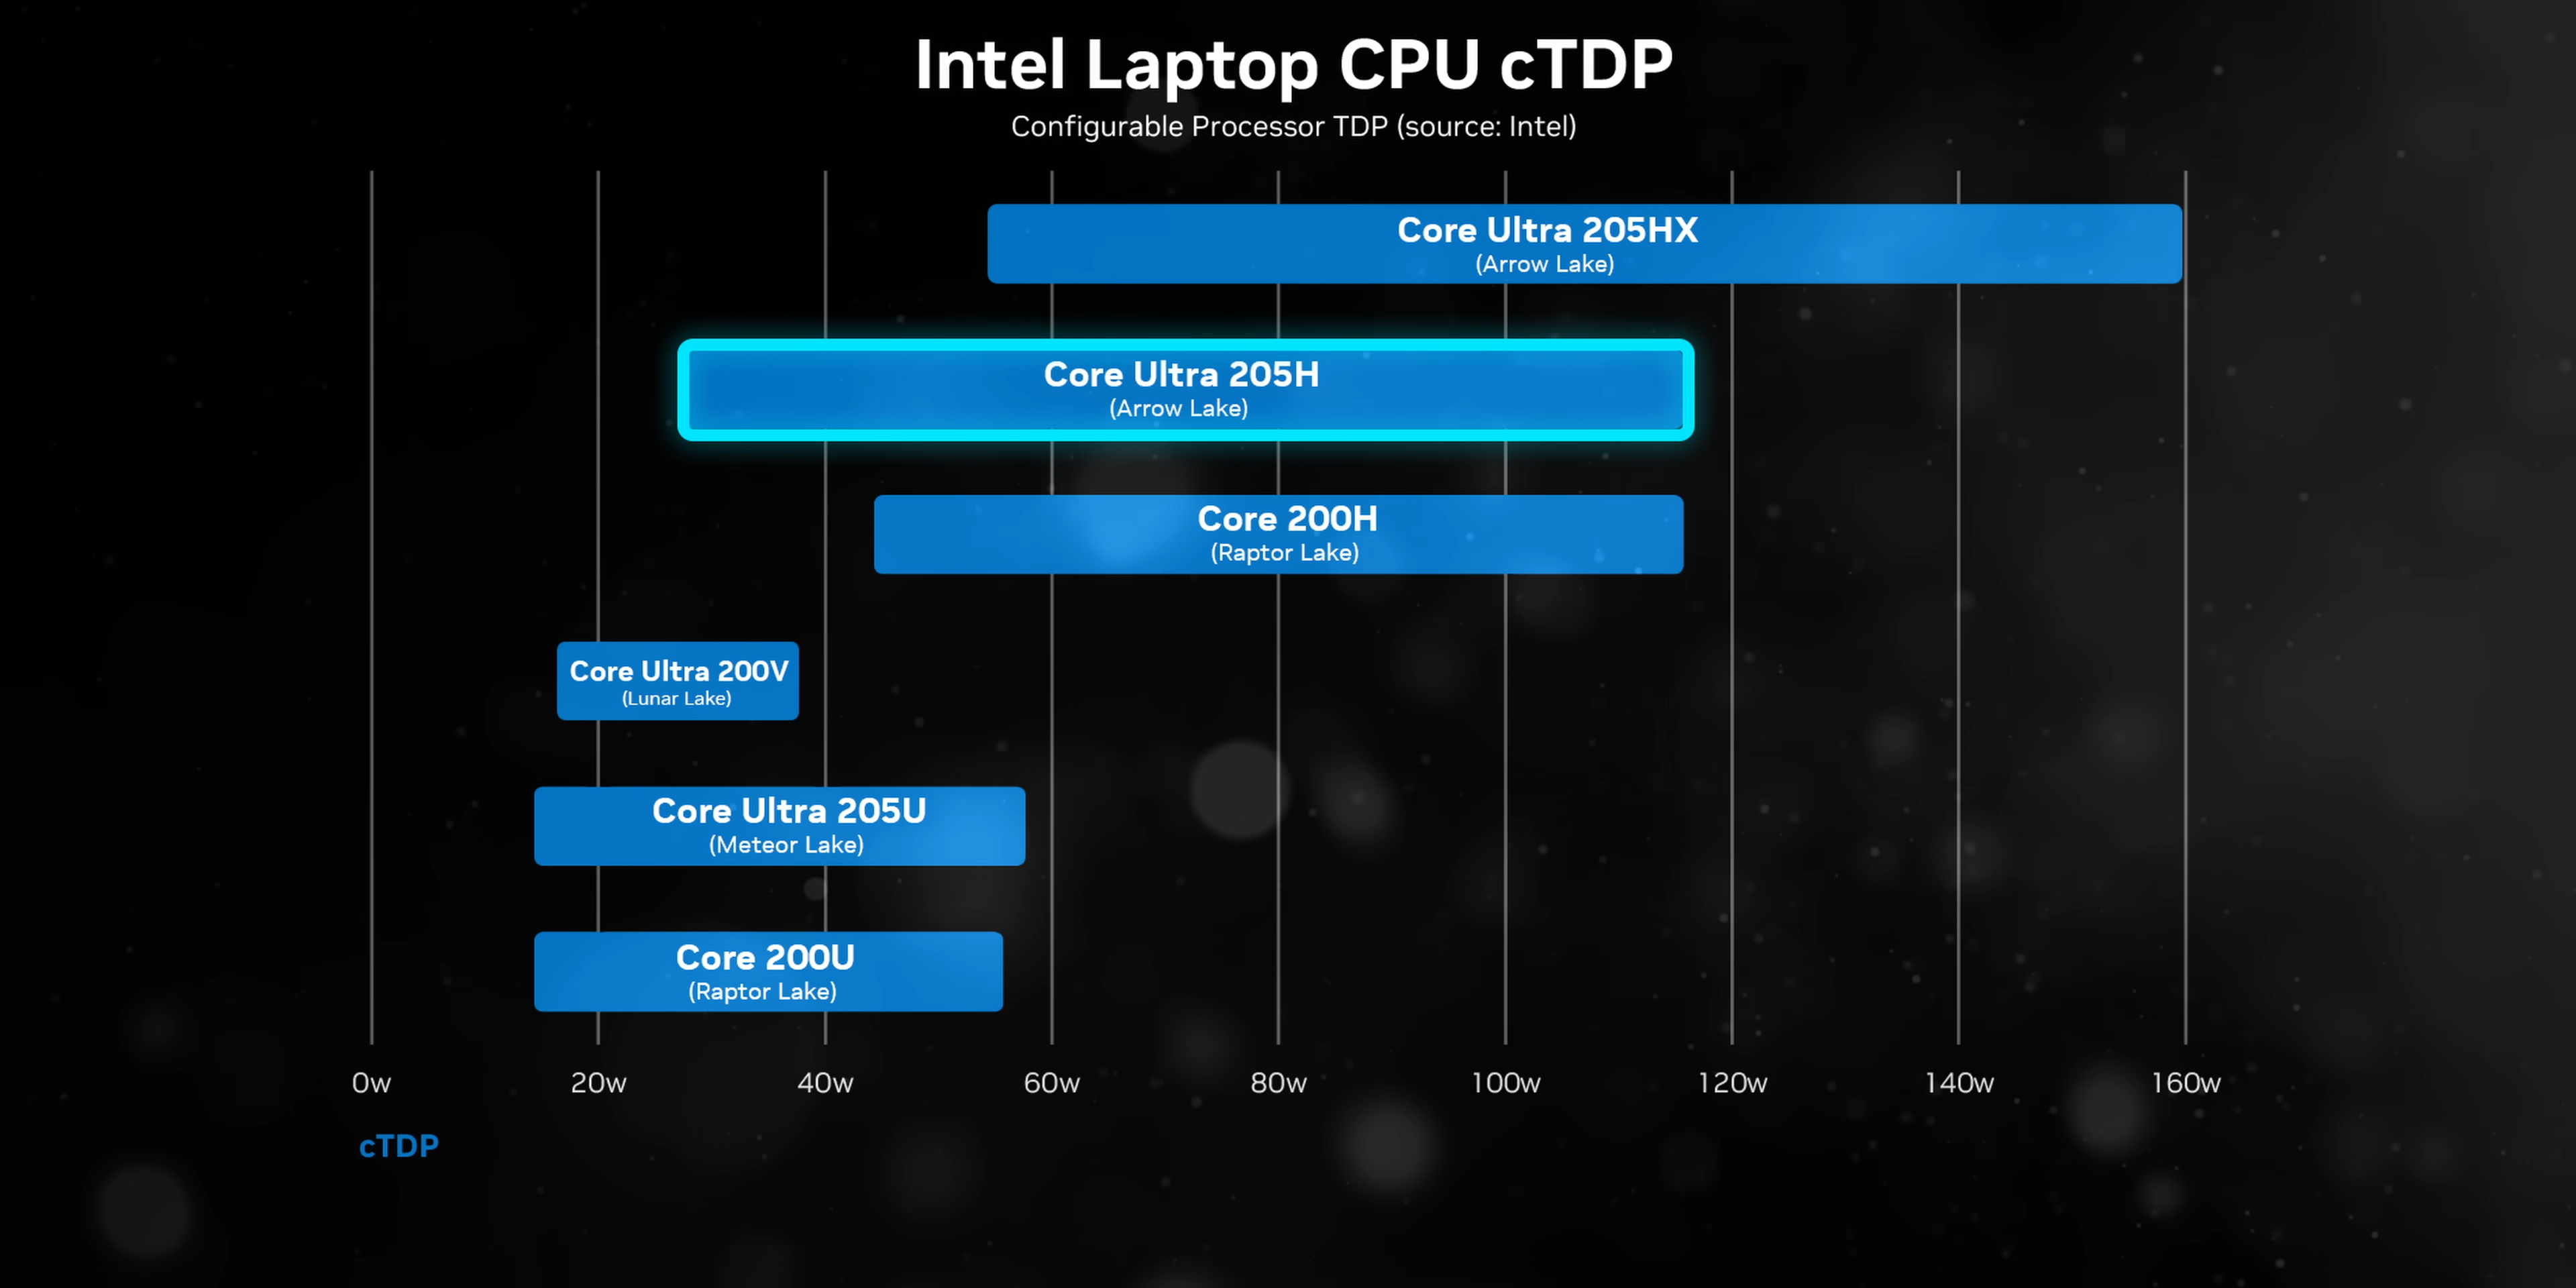 Intel Laptop CPU cTDP
Configurable Processor TDP (source: Intel)
Core Ultra 205HX
(Arrow Lake)
Core Ultra 205H
(Arrow Lake)
Core 200H
(Raptor Lake)
Core Ultra 200V
(Lunar Lake)
Core Ultra 205U
(Meteor Lake)
Core 200U
(Raptor Lake)
0w 20w 40w 60w 80w 100w 120w 140w 160w
cTDP